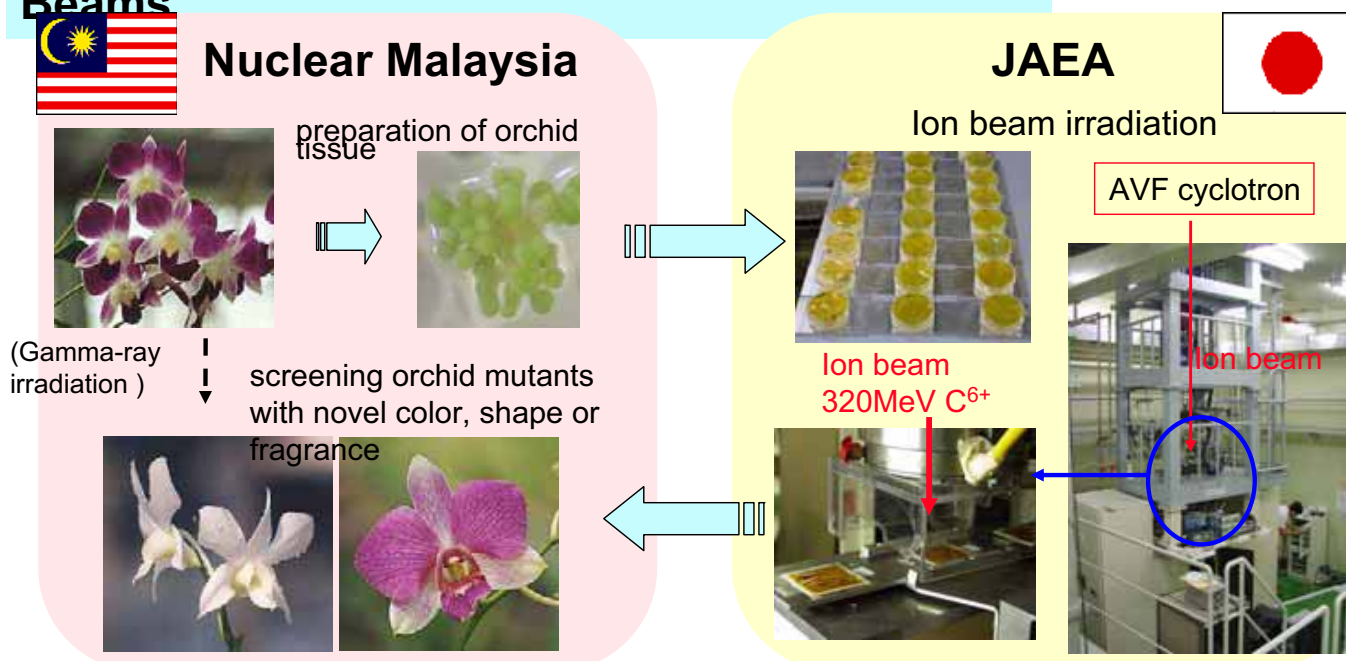 Beams
Nuclear Malaysia
preparation of orchid
tissue
(Gamma-ray
irradiation )
screening orchid mutants
with novel color, shape or
fragrance
JAEA
Ion beam irradiation
AVF cyclotron
Ion beam
320MeV C⁶⁺
Ion beam